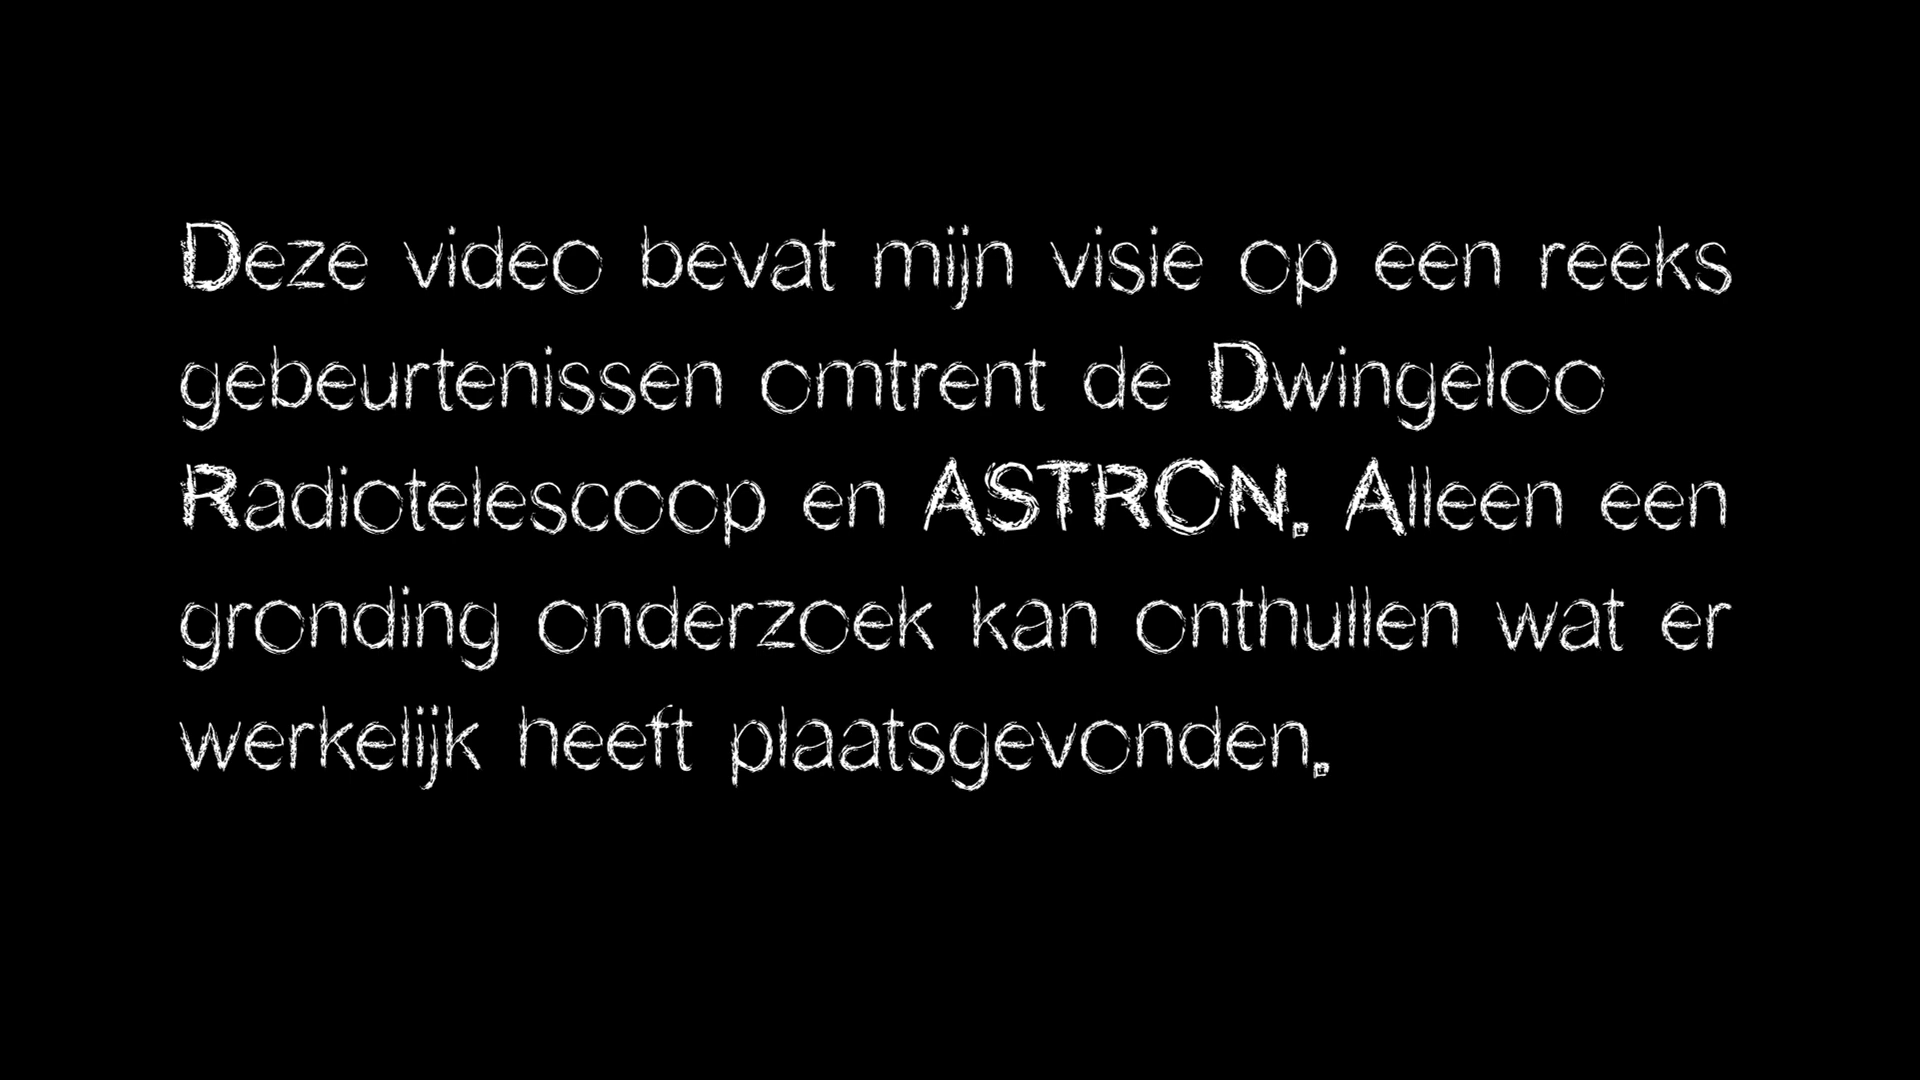 Deze video bevat mijn visie op een reeks
gebeurtenissen omtrent de Dwingeloo
Radiotelescoop en ASTRON. Alleen een
gronding onderzoek kan onthullen wat er
werkelijk heeft plaatsgevonden.